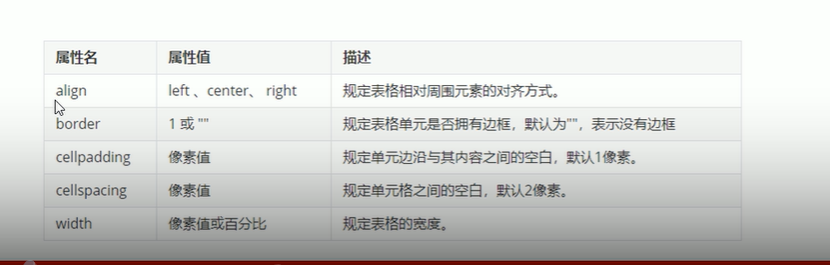 属性名 属性值 描述
align left 、center、 right 规定表格相对周围元素的对齐方式。
border 1 或 "" 规定表格单元是否拥有边框，默认为""，表示没有边框
cellpadding 像素值 规定单元边沿与其内容之间的空白，默认1像素。
cellspacing 像素值 规定单元格之间的空白，默认2像素。
width 像素值或百分比 规定表格的宽度。